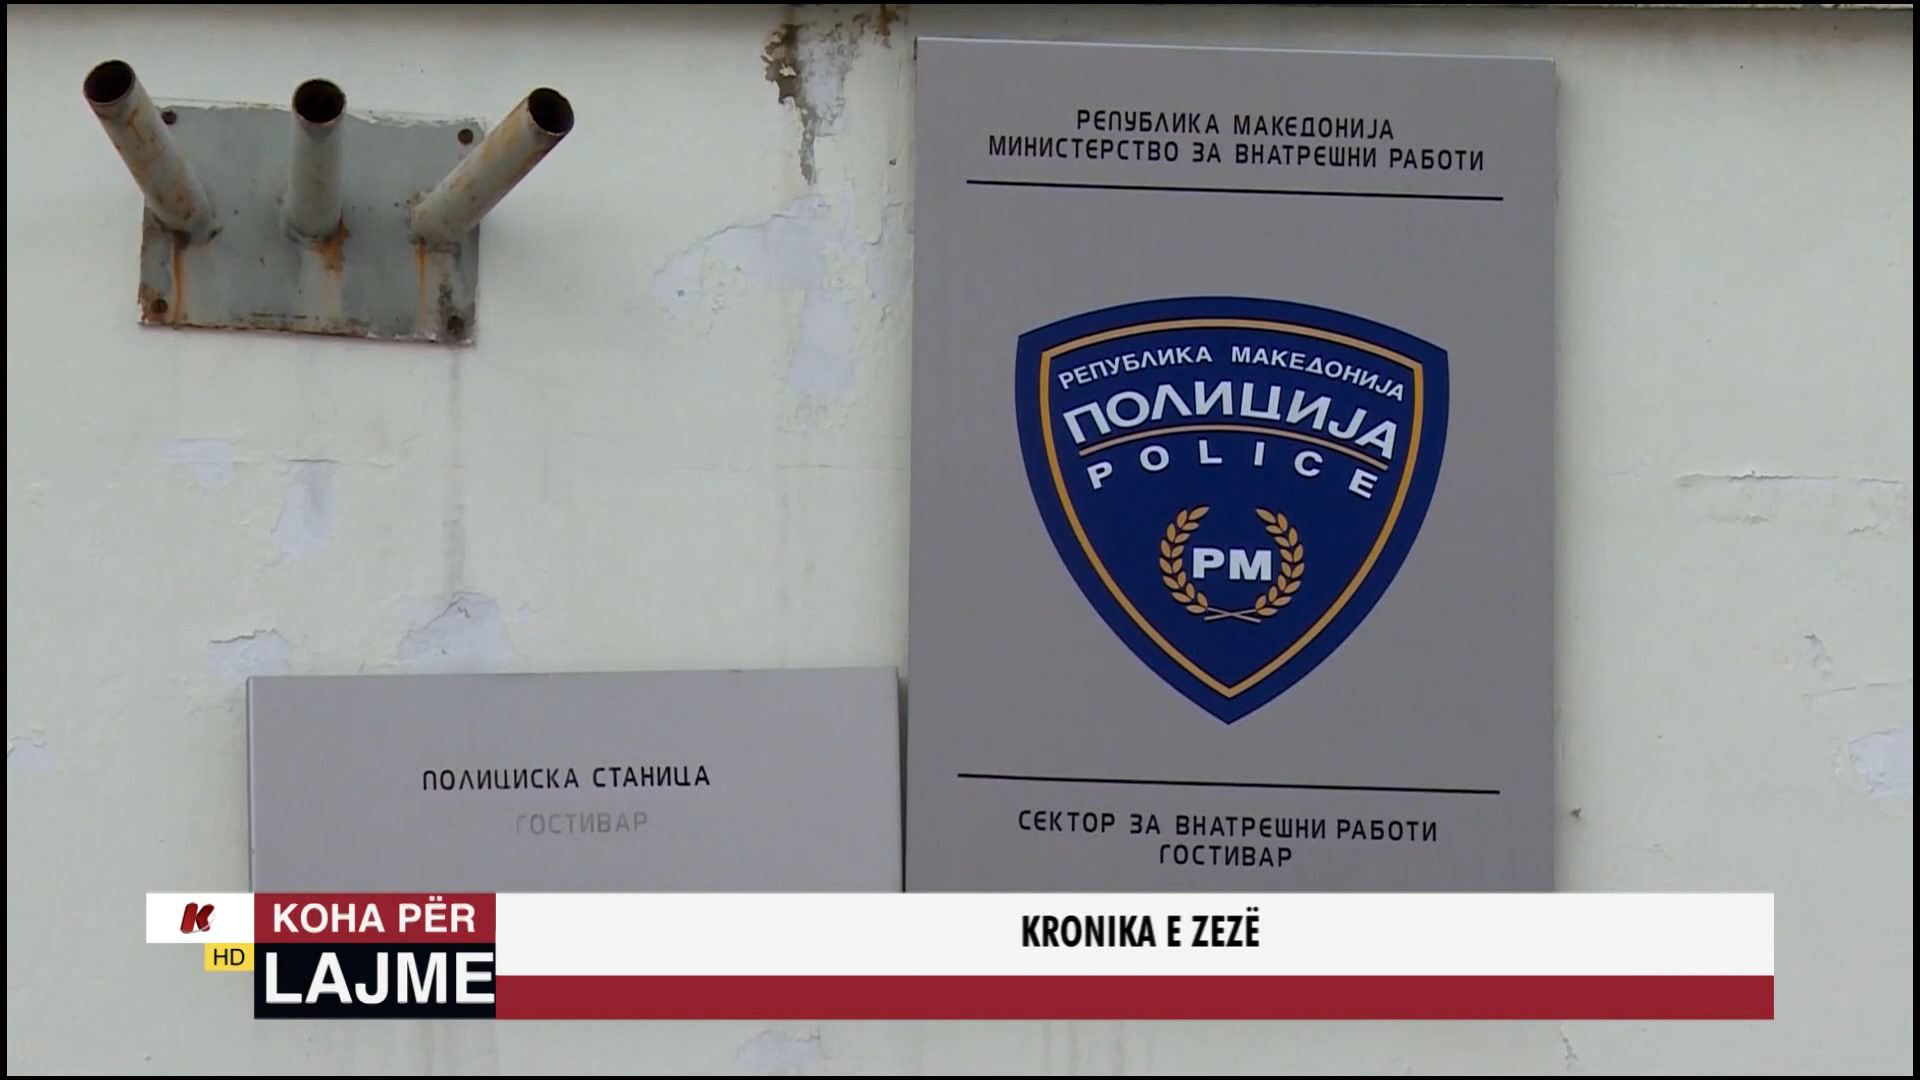 РЕПУБЛИКА МАКЕДОНИЈА
МИНИСТЕРСТВО ЗА ВНАТРЕШНИ РАБОТИ
РЕПУБЛИКА МАКЕДОНИЈА
ПОЛИЦИЈА
POLICE
РМ
СЕКТОР ЗА ВНАТРЕШНИ РАБОТИ
ГОСТИВАР
ПОЛИЦИСКА СТАНИЦА
ГОСТИВАР
K
HD
KOHA PËR
LAJME
KRONIKA E ZEZË